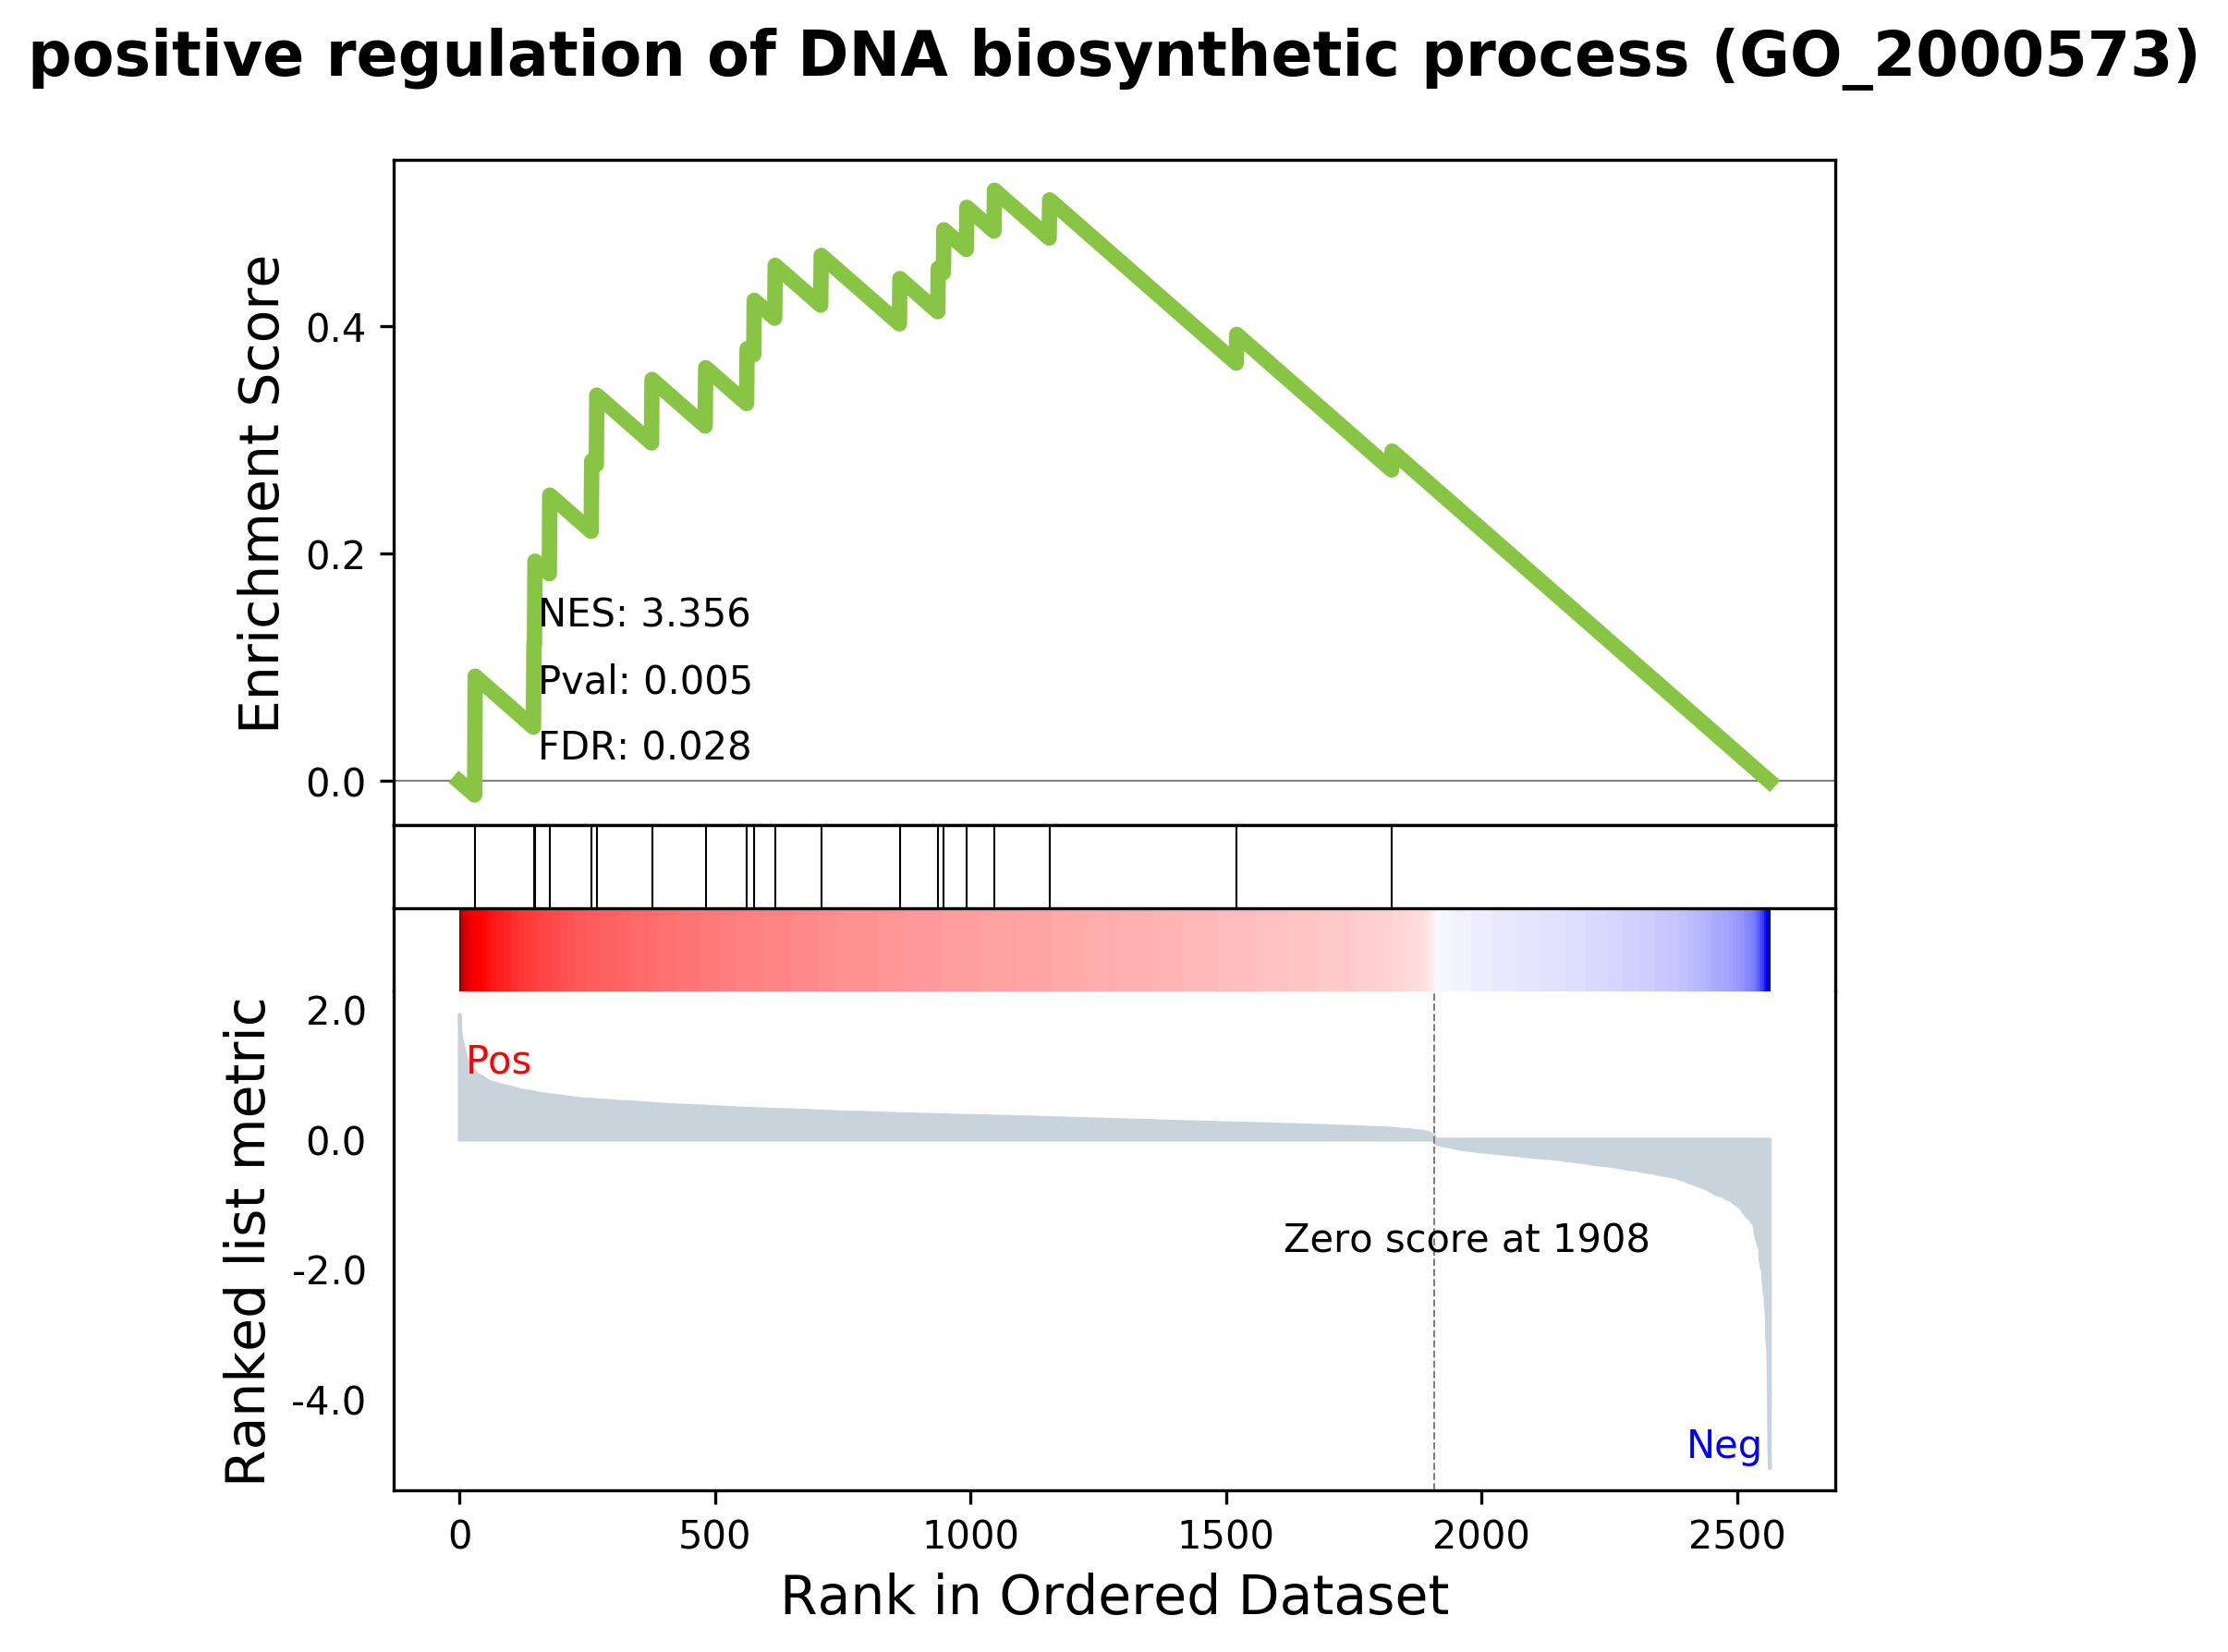 positive regulation of DNA biosynthetic process (GO_2000573)
Enrichment Score
0.4
0.2
0.0
NES: 3.356
Pval: 0.005
FDR: 0.028
Ranked list metric
2.0
0.0
-2.0
-4.0
Pos
Zero score at 1908
Neg
0 500 1000 1500 2000 2500
Rank in Ordered Dataset